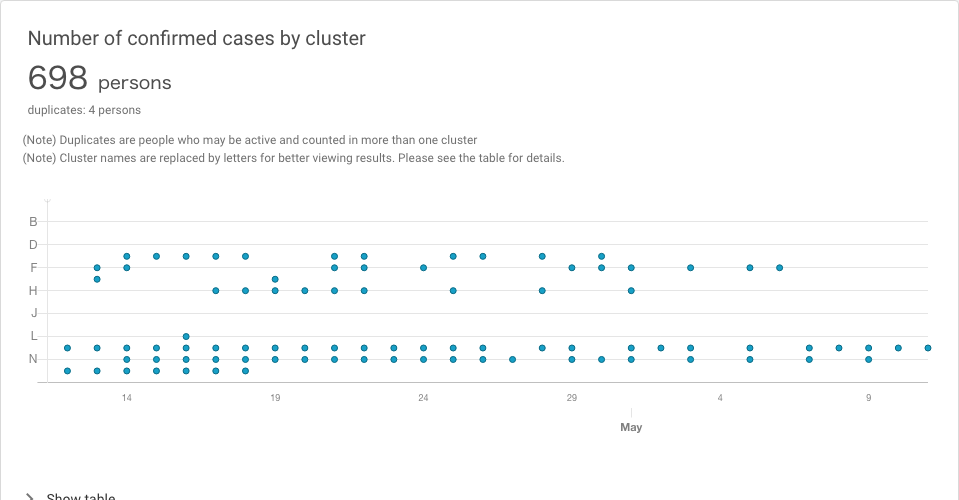 Number of confirmed cases by cluster
698 persons
duplicates: 4 persons
(Note) Duplicates are people who may be active and counted in more than one cluster
(Note) Cluster names are replaced by letters for better viewing results. Please see the table for details.
B
D
F
H
J
L
N
14 19 24 29 4 9
May
Show table